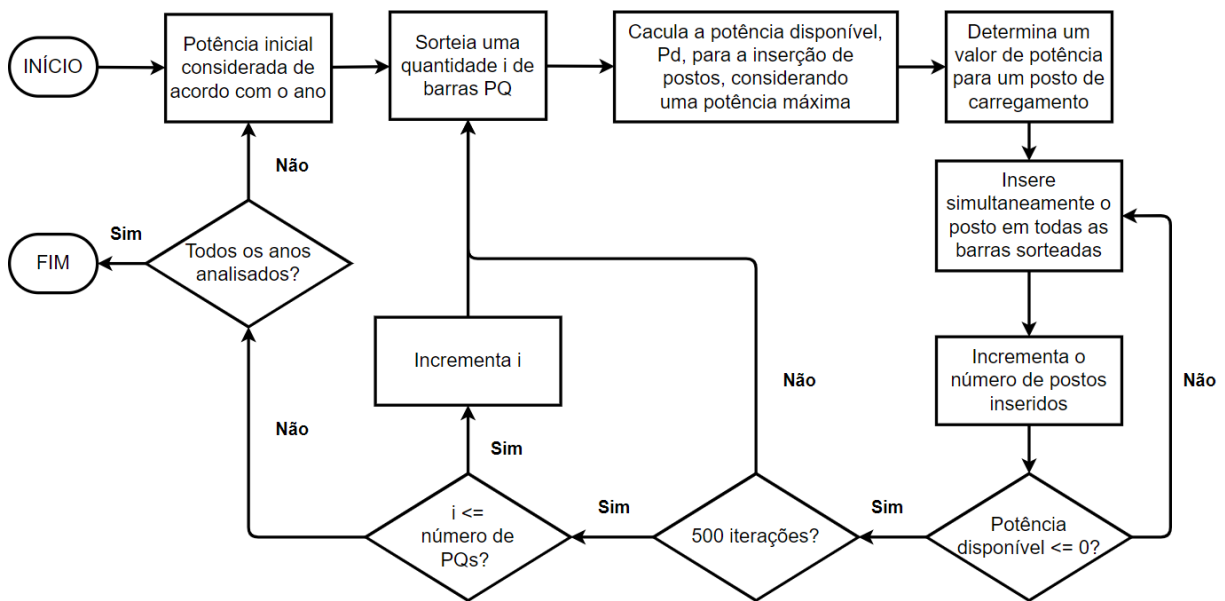 INÍCIO
Potência inicial
considerada de
acordo com o ano
Sorteia uma
quantidade i de
barras PQ
Cacula a potência disponível,
Pd, para a inserção de
postos, considerando
uma potência máxima
Determina um
valor de potência
para um posto de
carregamento
Insere
simultaneamente o
posto em todas as
barras sorteadas
Incrementa o
número de postos
inseridos
Não
Potência
disponível <= 0?
Sim
500 iterações?
Não
Sim
i <=
número de
PQs?
Sim
Incrementa i
Não
Todos os anos
analisados?
Não
Sim
FIM